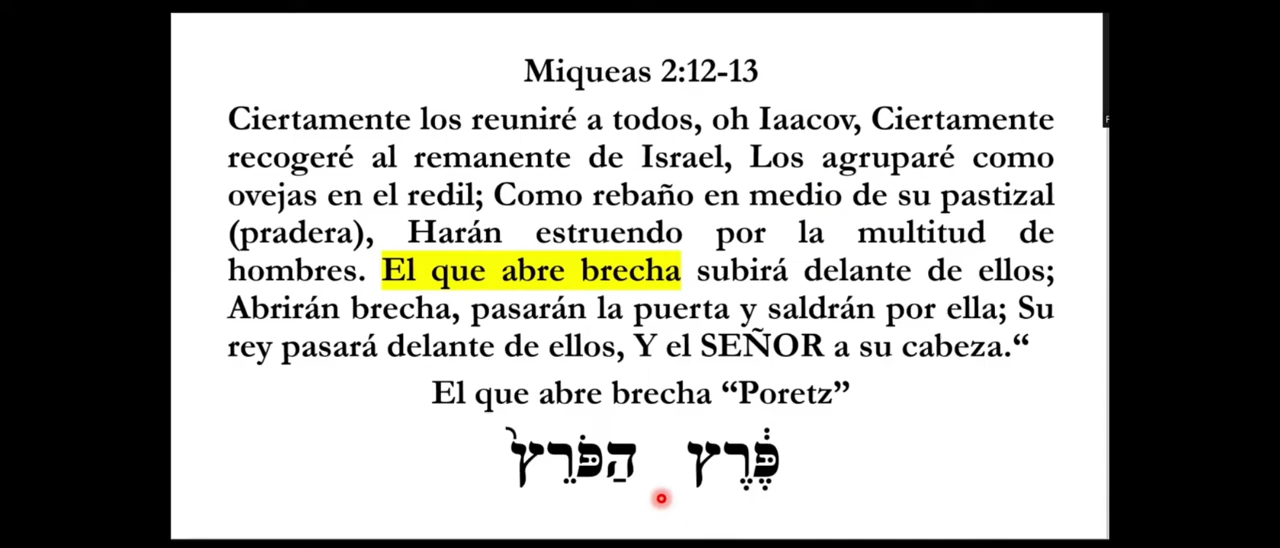 Miqueas 2:12-13
Ciertamente los reuniré a todos, oh Iaacov, Ciertamente
recogeré al remanente de Israel, Los agruparé como
ovejas en el redil; Como rebaño en medio de su pastizal
(pradera), Harán estruendo por la multitud de
hombres. El que abre brecha subirá delante de ellos;
Abrirán brecha, pasarán la puerta y saldrán por ella; Su
rey pasará delante de ellos, Y el SEÑOR a su cabeza.“
El que abre brecha “Poretz”
פֶּ֔רֶץ הַפֹּרֵץ֙